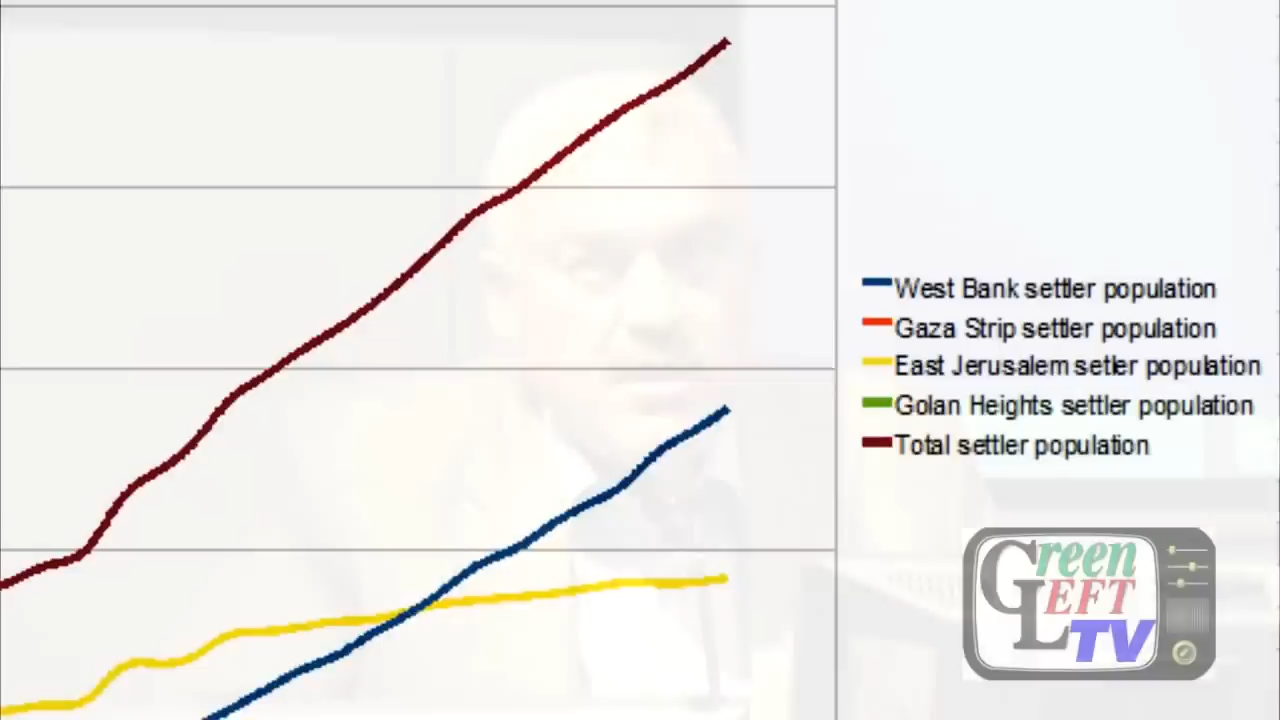 West Bank settler population
Gaza Strip settler population
East Jerusalem settler population
Golan Heights settler population
Total settler population
Green
LEFT
TV